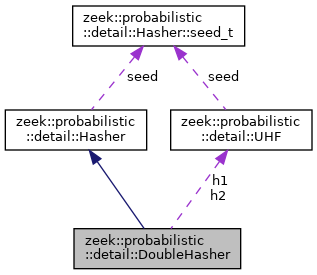 zeek::probabilistic
::detail::Hasher::seed_t
seed
seed
zeek::probabilistic
::detail::Hasher
zeek::probabilistic
::detail::UHF
h1
h2
zeek::probabilistic
::detail::DoubleHasher